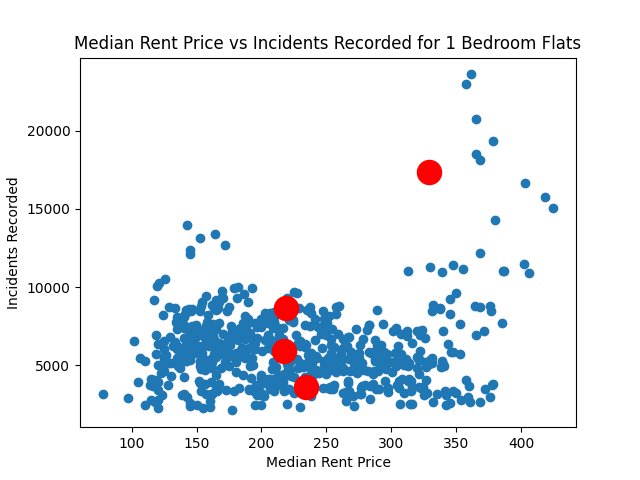 Median Rent Price vs Incidents Recorded for 1 Bedroom Flats
20000
15000
10000
5000
Incidents Recorded
100 150 200 250 300 350 400
Median Rent Price